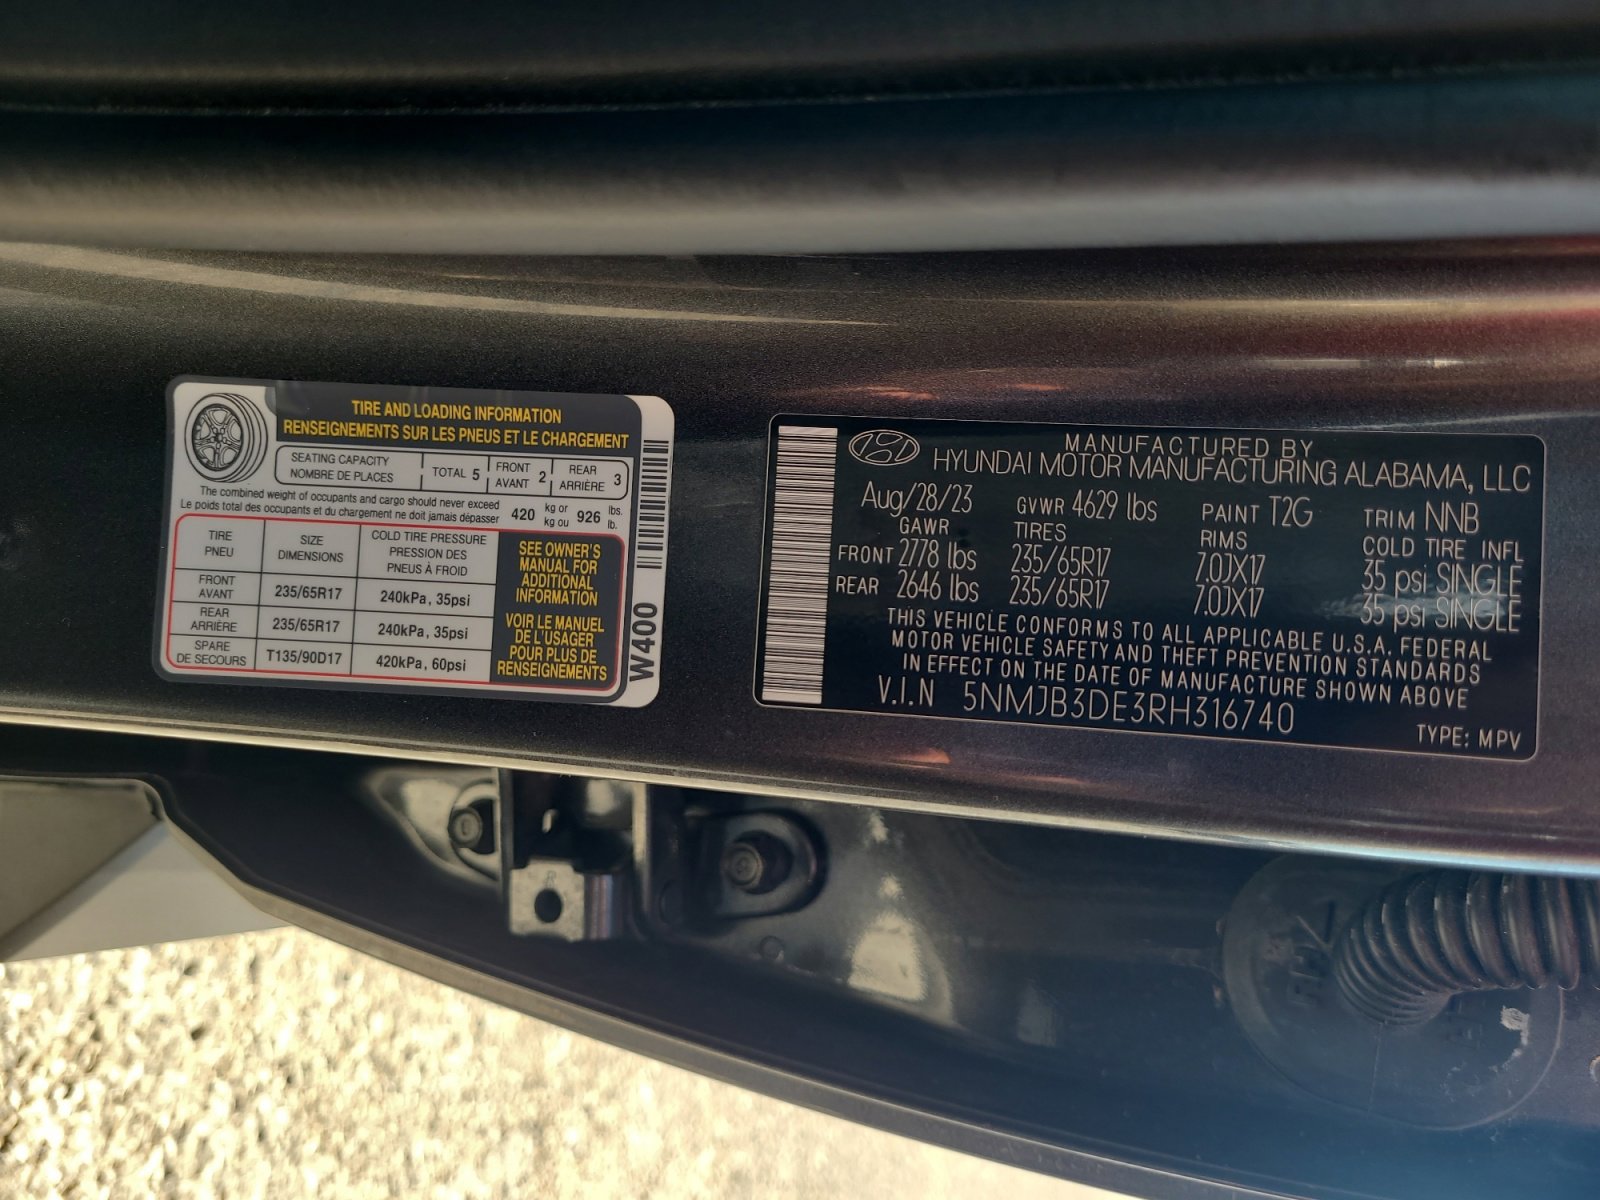 TIRE AND LOADING INFORMATION
RENSEIGNEMENTS SUR LES PNEUS ET LE CHARGEMENT
SEATING CAPACITY
NOMBRE DE PLACES
TOTAL 5
FRONT
AVANT 2
REAR
ARRIÈRE 3
The combined weight of occupants and cargo should never exceed
Le poids total des occupants et du chargement ne doit jamais dépasser
420 kg or
kg ou 926 lbs.
lb.
TIRE
PNEU
SIZE
DIMENSIONS
COLD TIRE PRESSURE
PRESSION DES
PNEUS À FROID
FRONT
AVANT
235/65R17
240kPa, 35psi
REAR
ARRIÈRE
235/65R17
240kPa, 35psi
SPARE
DE SECOURS
T135/90D17
420kPa, 60psi
SEE OWNER'S
MANUAL FOR
ADDITIONAL
INFORMATION
VOIR LE MANUEL
DE L'USAGER
POUR PLUS DE
RENSEIGNEMENTS
W400
MANUFACTURED BY
HYUNDAI MOTOR MANUFACTURING ALABAMA, LLC
Aug/28/23 GVWR 4629 lbs PAINT T2G TRIM NNB
GAWR TIRES RIMS COLD TIRE INFL
FRONT 2778 lbs 235/65R17 7.0JX17 35 psi SINGLE
REAR 2646 lbs 235/65R17 7.0JX17 35 psi SINGLE
THIS VEHICLE CONFORMS TO ALL APPLICABLE U.S.A. FEDERAL
MOTOR VEHICLE SAFETY AND THEFT PREVENTION STANDARDS
IN EFFECT ON THE DATE OF MANUFACTURE SHOWN ABOVE
V.I.N 5NMJB3DE3RH316740
TYPE: MPV